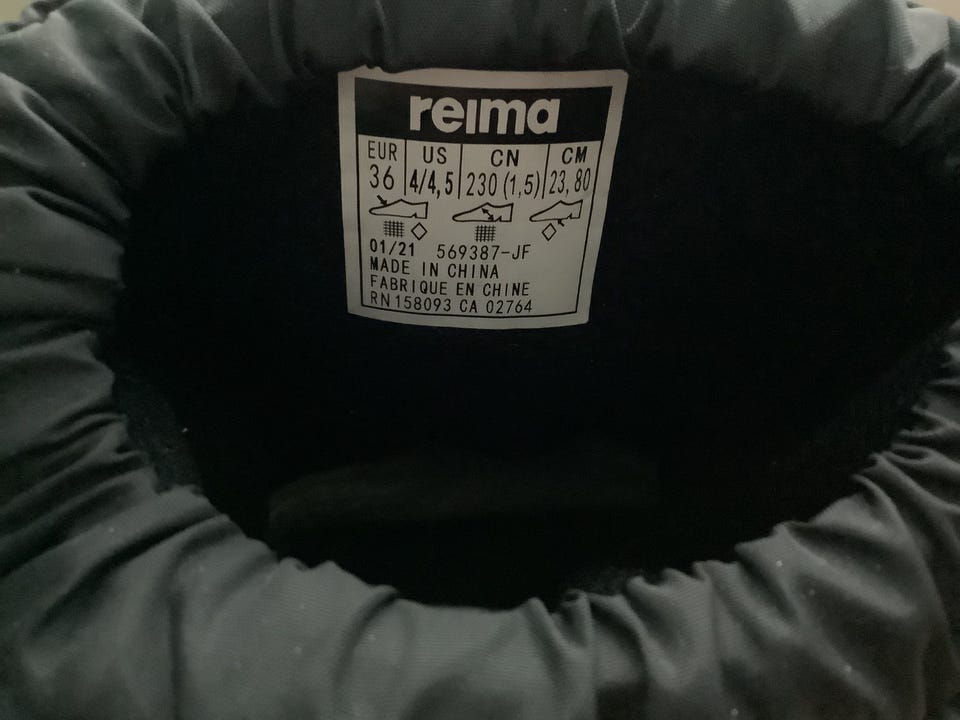 reima
EUR US CN CM
36 4/4,5 230 (1,5) 23,80
01/21 569387-JF
MADE IN CHINA
FABRIQUE EN CHINE
RN 158093 CA 02764